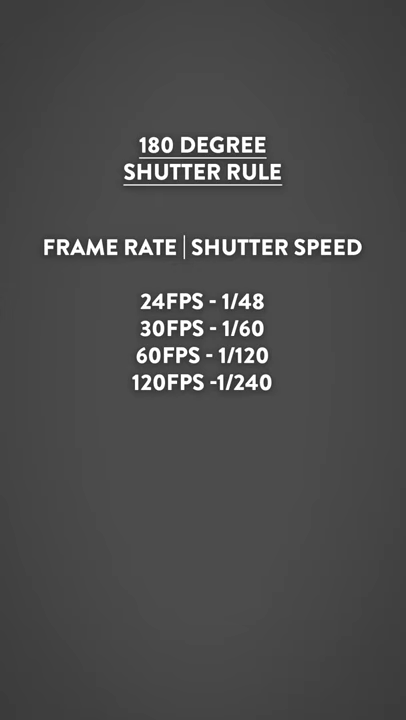 180 DEGREE
SHUTTER RULE
FRAME RATE | SHUTTER SPEED
24FPS - 1/48
30FPS - 1/60
60FPS - 1/120
120FPS -1/240